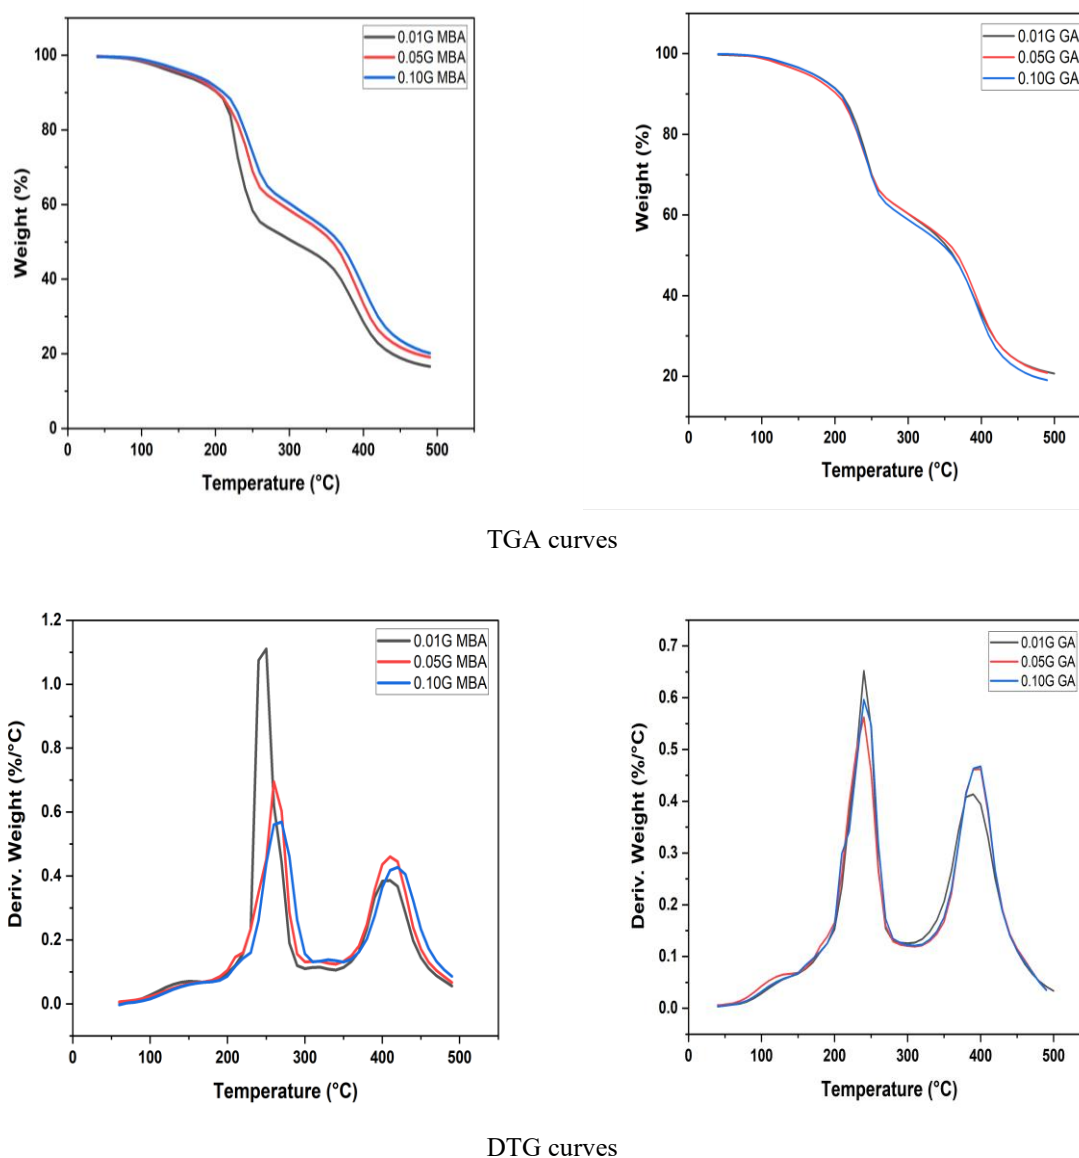 0.01G MBA
0.05G MBA
0.10G MBA
100
80
60
40
20
0
Weight (%)
0 100 200 300 400 500
Temperature (°C)
0.01G GA
0.05G GA
0.10G GA
100
80
60
40
20
Weight (%)
0 100 200 300 400 500
Temperature (°C)
TGA curves
0.01G MBA
0.05G MBA
0.10G MBA
1.2
1.0
0.8
0.6
0.4
0.2
0.0
Deriv. Weight (%/°C)
0 100 200 300 400 500
Temperature (°C)
0.01G GA
0.05G GA
0.10G GA
0.7
0.6
0.5
0.4
0.3
0.2
0.1
0.0
Deriv. Weight (%/°C)
0 100 200 300 400 500
Temperature (°C)
DTG curves